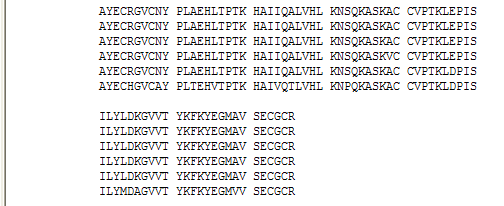 AYECRGVCNY PLAEHLTPTK HAIIQALVHL KNSQKASKAC CVPTKLEPIS
AYECRGVCNY PLAEHLTPTK HAIIQALVHL KNSQKASKAC CVPTKLEPIS
AYECRGVCNY PLAEHLTPTK HAIIQALVHL KNSQKASKAC CVPTKLEPIS
AYECRGVCNY PLAEHLTPTK HAIIQALVHL KNSQKASKVC CVPTKLEPIS
AYECRGVCNY PLAEHLTPTK HAIIQALVHL KNSQKASKAC CVPTKLDPIS
AYECHGVCAY PLTEHVTPTK HAIVQTLVHL KNPQKASKAC CVPTKLDPIS
ILYLDKGVVT YKFKYEGMAV SECGCR
ILYLDKGVVT YKFKYEGMAV SECGCR
ILYLDKGVVT YKFKYEGMAV SECGCR
ILYLDKGVVT YKFKYEGMAV SECGCR
ILYLDKGVVT YKFKYEGMAV SECGCR
ILYMDAGVVT YKFKYEGMVV SECGCR